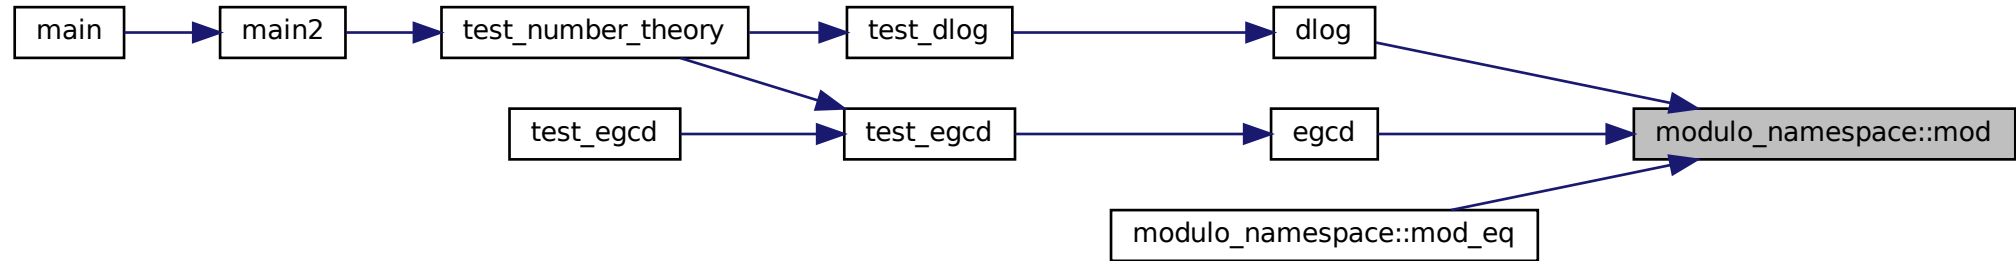 main
main2
test_number_theory
test_dlog
dlog
test_egcd
test_egcd
egcd
modulo_namespace::mod
modulo_namespace::mod_eq